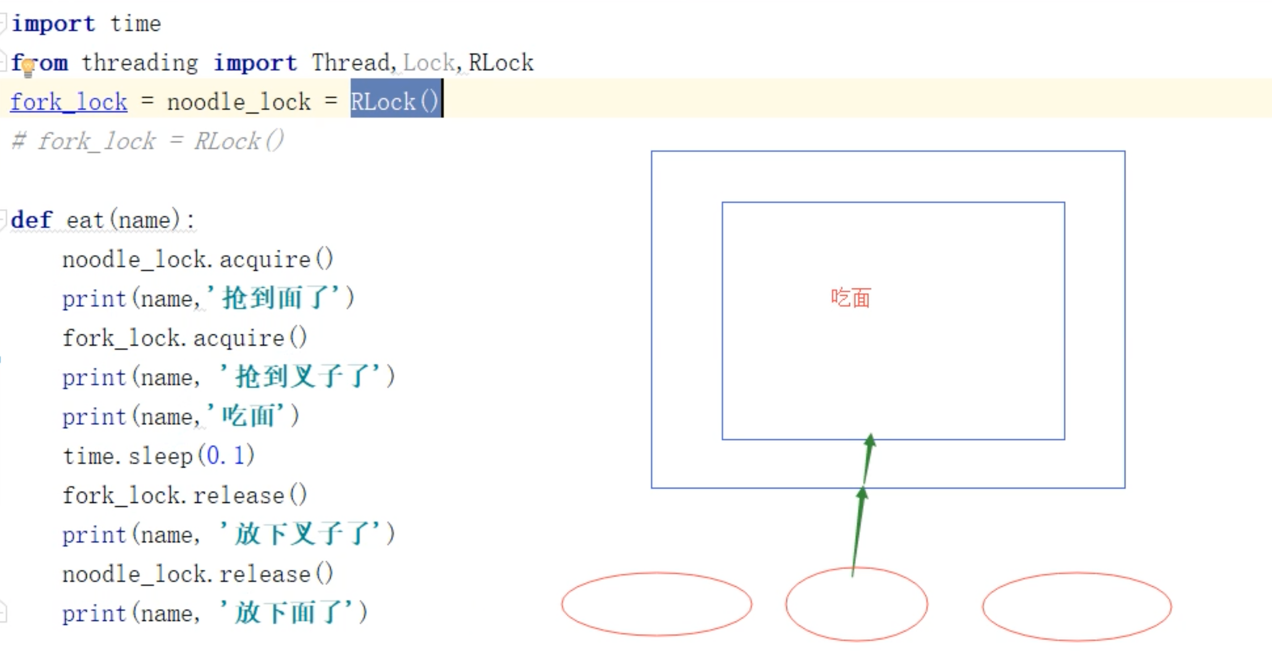 import time
from threading import Thread,Lock,RLock
fork_lock = noodle_lock = RLock()
# fork_lock = RLock()
def eat(name):
noodle_lock.acquire()
print(name,'抢到面了')
fork_lock.acquire()
print(name, '抢到叉子了')
print(name,'吃面')
time.sleep(0.1)
fork_lock.release()
print(name, '放下叉子了')
noodle_lock.release()
print(name, '放下面了')
吃面